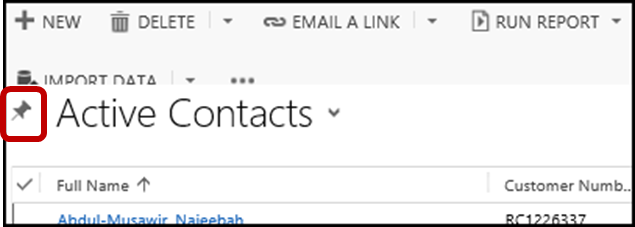 NEW DELETE EMAIL A LINK RUN REPORT
IMPORT DATA
Active Contacts
Full Name Customer Numb...
Abdul-Musawir, Najeebah RC1226337